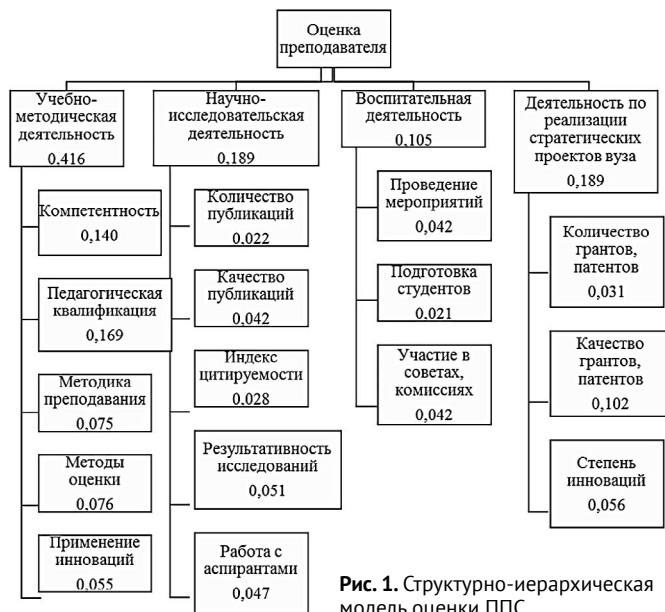 Оценка
преподавателя
Учебно-
методическая
деятельность
0,416
Компетентность
0,140
Педагогическая
квалификация
0,169
Методика
преподавания
0,075
Методы
оценки
0,076
Применение
инноваций
0,055
Научно-
исследовательская
деятельность
0,189
Количество
публикаций
0,022
Качество
публикаций
0,042
Индекс
цитируемости
0,028
Результативность
исследований
0,051
Работа с
аспирантами
0,047
Воспитательная
деятельность
0,105
Проведение
мероприятий
0,042
Подготовка
студентов
0,021
Участие в
советах,
комиссиях
0,042
Деятельность по
реализации
стратегических
проектов вуза
0,189
Количество
грантов,
патентов
0,031
Качество
грантов,
патентов
0,102
Степень
инноваций
0,056
Рис. 1. Структурно-иерархическая
модель оценки ППС